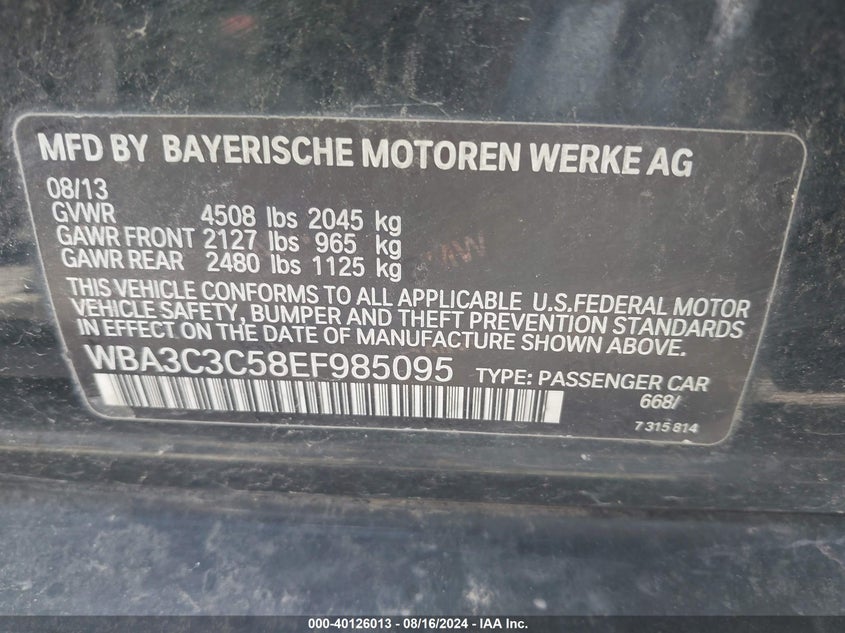 MFD BY BAYERISCHE MOTOREN WERKE AG
08/13
GVWR 4508 lbs 2045 kg
GAWR FRONT 2127 lbs 965 kg
GAWR REAR 2480 lbs 1125 kg
THIS VEHICLE CONFORMS TO ALL APPLICABLE U.S.FEDERAL MOTOR
VEHICLE SAFETY, BUMPER AND THEFT PREVENTION STANDARDS
IN EFFECT ON THE DATE OF MANUFACTURE SHOWN ABOVE.
WBA3C3C58EF985095 TYPE: PASSENGER CAR
668/
7 315 814
000-40126013 - 08/16/2024 - IAA Inc.